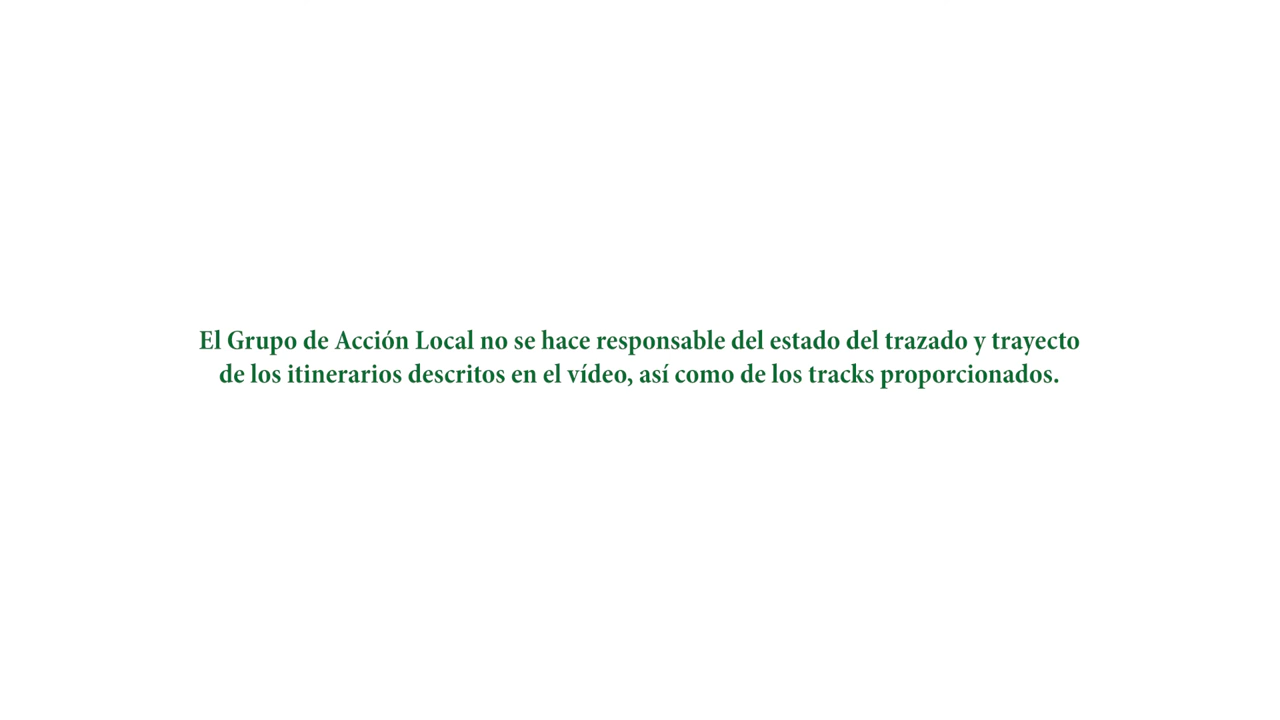 El Grupo de Acción Local no se hace responsable del estado del trazado y trayecto
de los itinerarios descritos en el vídeo, así como de los tracks proporcionados.